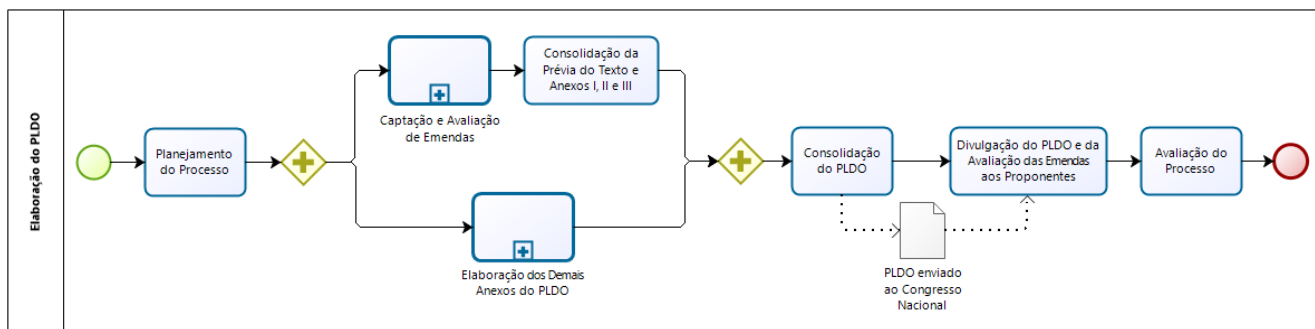 Elaboração do PLDO
Planejamento
do Processo
Captação e Avaliação
de Emendas
Consolidação da
Prévia do Texto e
Anexos I, II e III
Elaboração dos Demais
Anexos do PLDO
Consolidação
do PLDO
PLDO enviado
ao Congresso
Nacional
Divulgação do PLDO e da
Avaliação das Emendas
aos Proponentes
Avaliação do
Processo